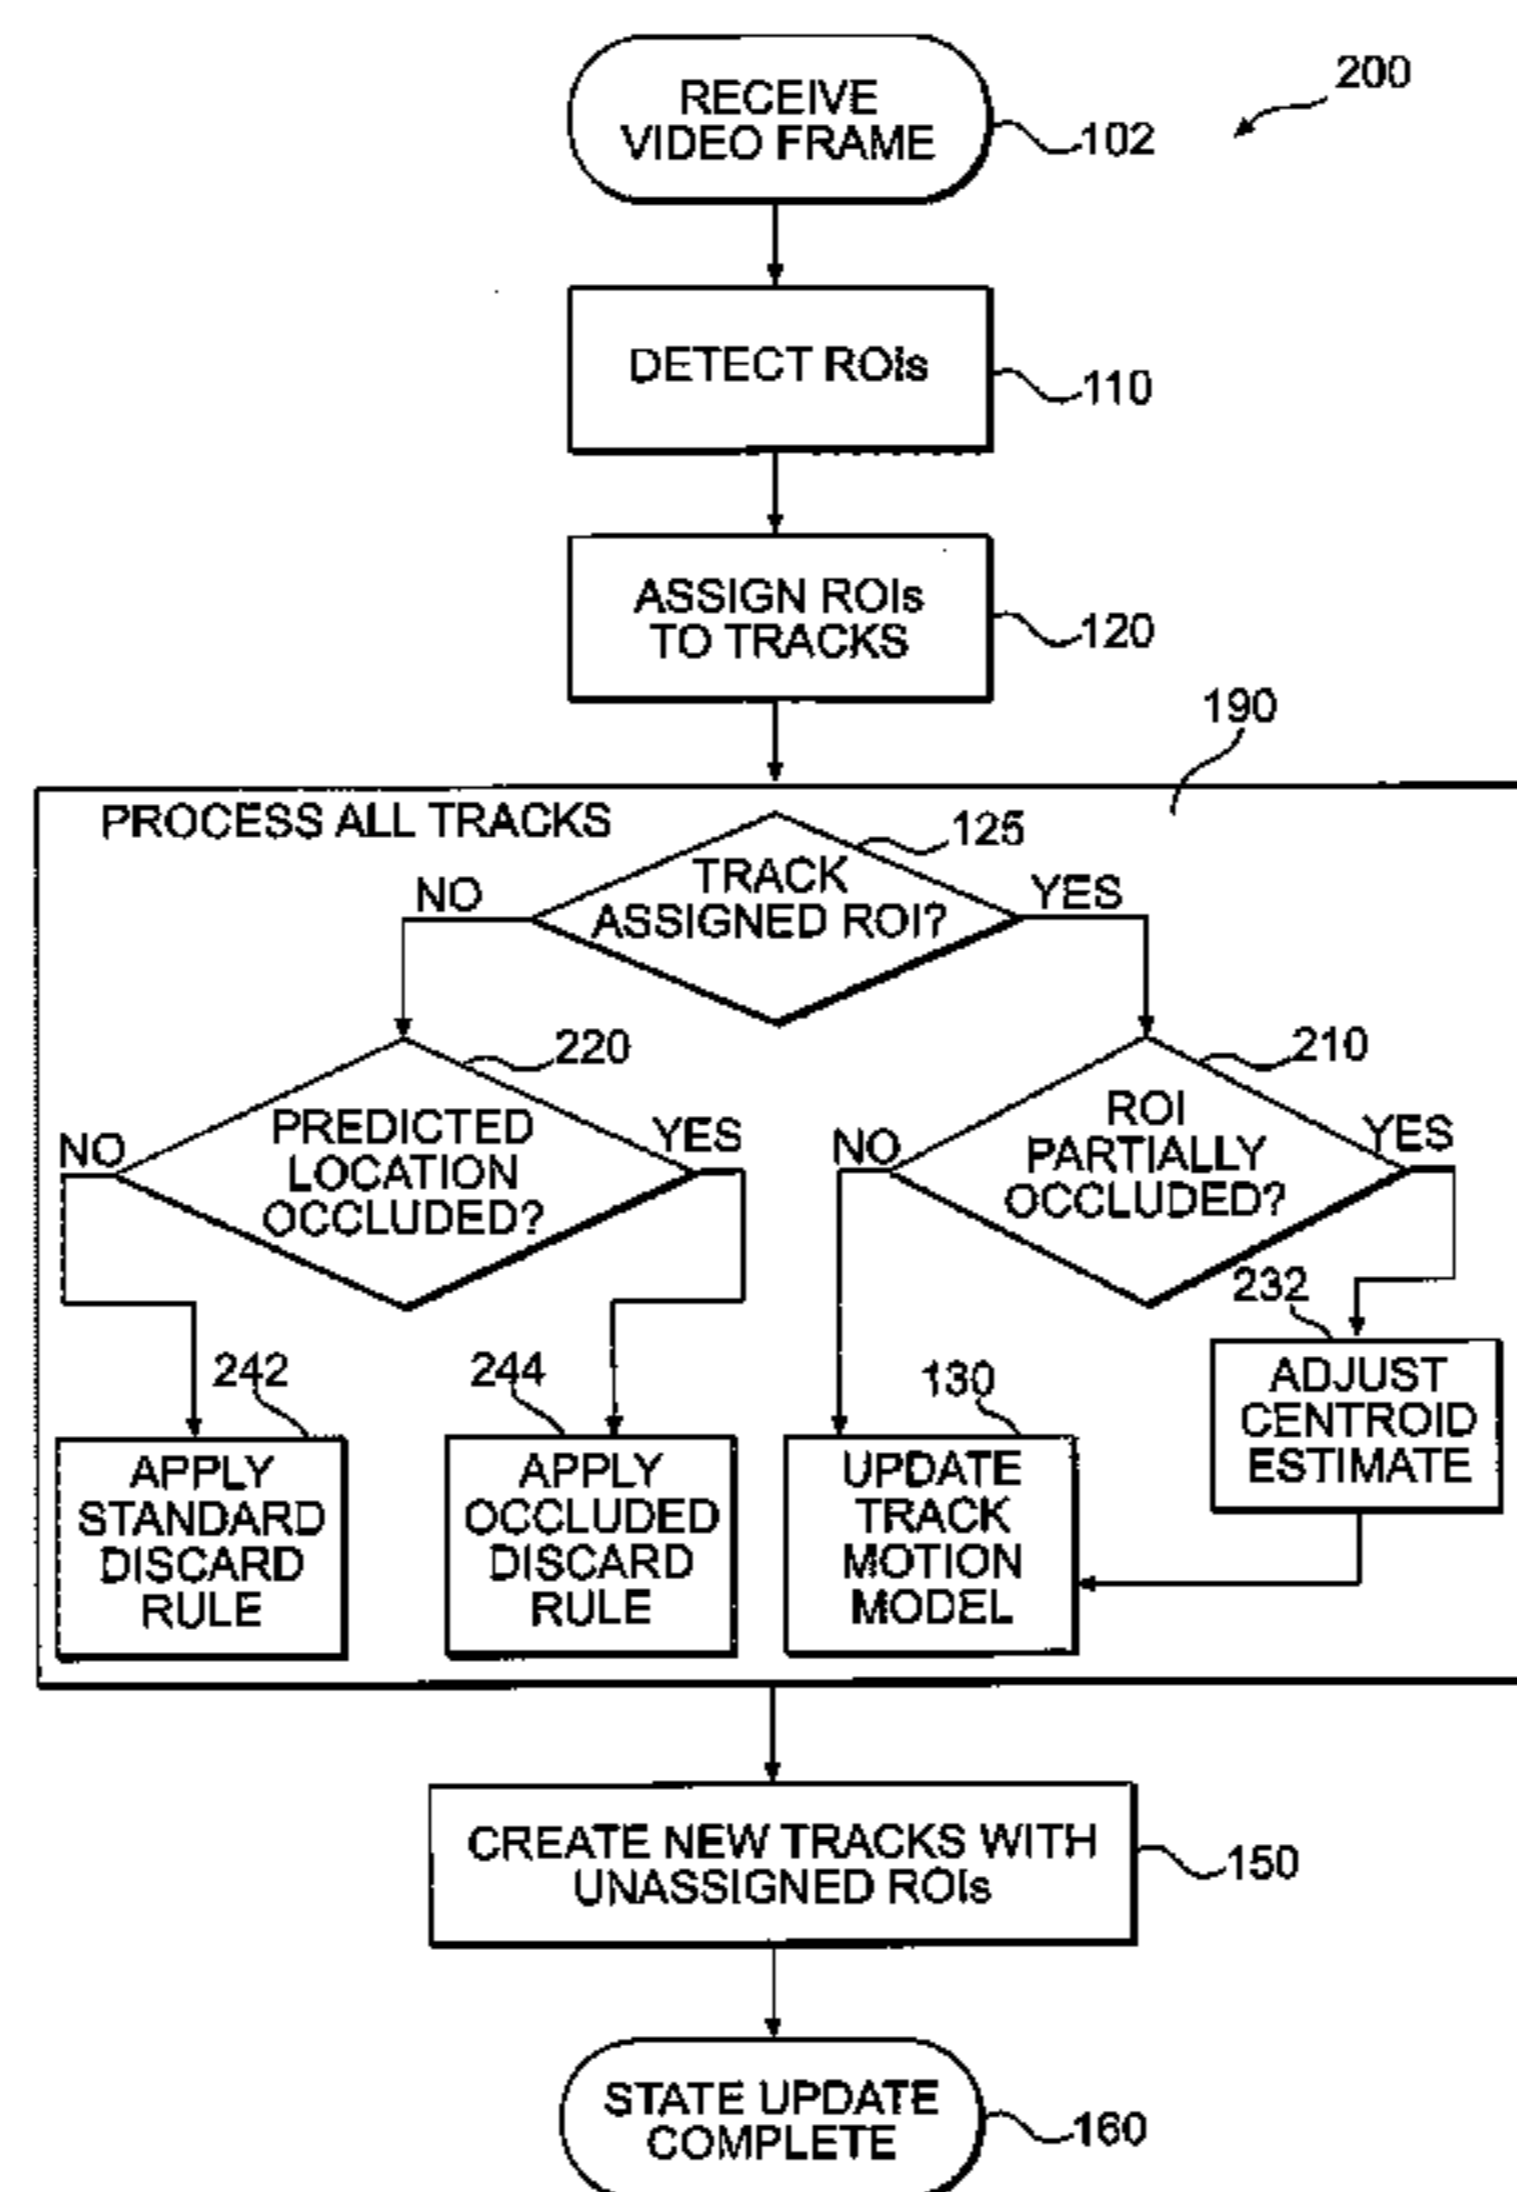 200
RECEIVE
VIDEO FRAME
102
DETECT ROIs
110
ASSIGN ROIs
TO TRACKS
120
190
PROCESS ALL TRACKS
125
TRACK
ASSIGNED ROI?
NO
YES
220
PREDICTED
LOCATION
OCCLUDED?
NO
YES
210
ROI
PARTIALLY
OCCLUDED?
NO
YES
232
ADJUST
CENTROID
ESTIMATE
242
APPLY
STANDARD
DISCARD
RULE
244
APPLY
OCCLUDED
DISCARD
RULE
130
UPDATE
TRACK
MOTION
MODEL
CREATE NEW TRACKS WITH
UNASSIGNED ROIs
150
STATE UPDATE
COMPLETE
160